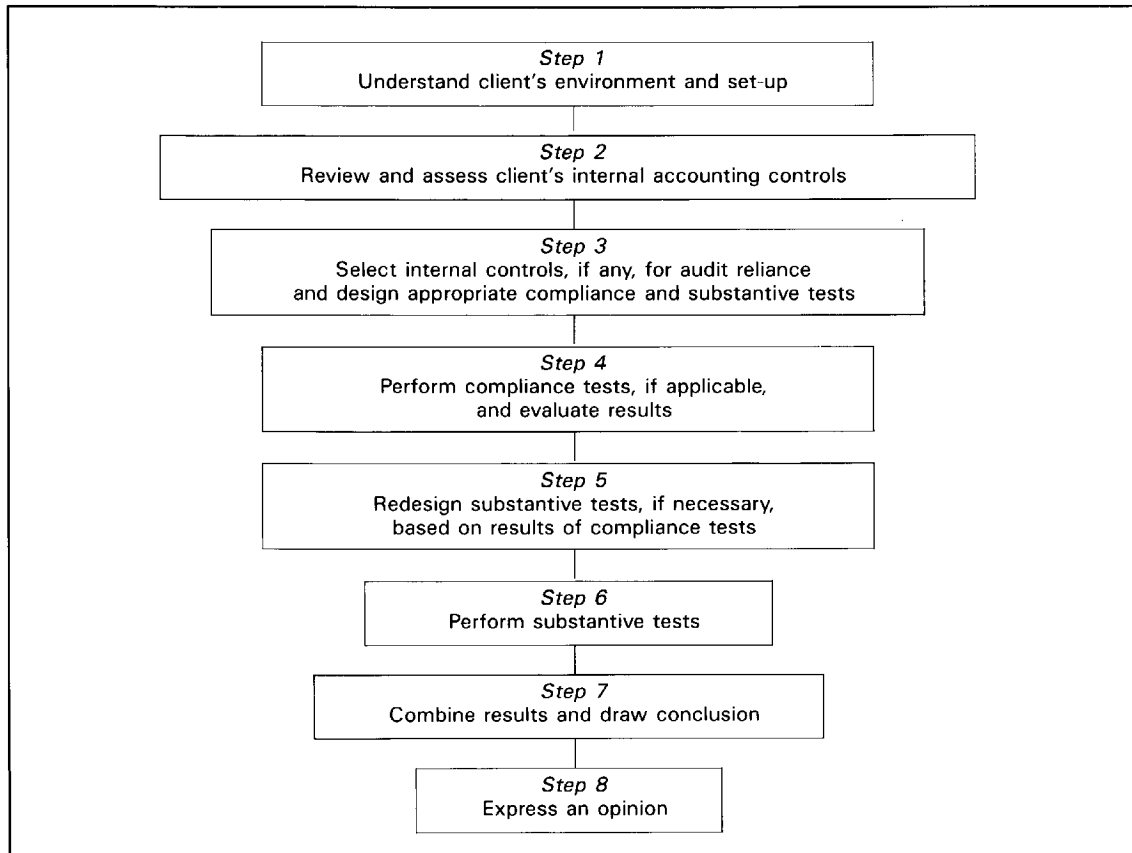 Step 1
Understand client's environment and set-up
Step 2
Review and assess client's internal accounting controls
Step 3
Select internal controls, if any, for audit reliance
and design appropriate compliance and substantive tests
Step 4
Perform compliance tests, if applicable,
and evaluate results
Step 5
Redesign substantive tests, if necessary,
based on results of compliance tests
Step 6
Perform substantive tests
Step 7
Combine results and draw conclusion
Step 8
Express an opinion